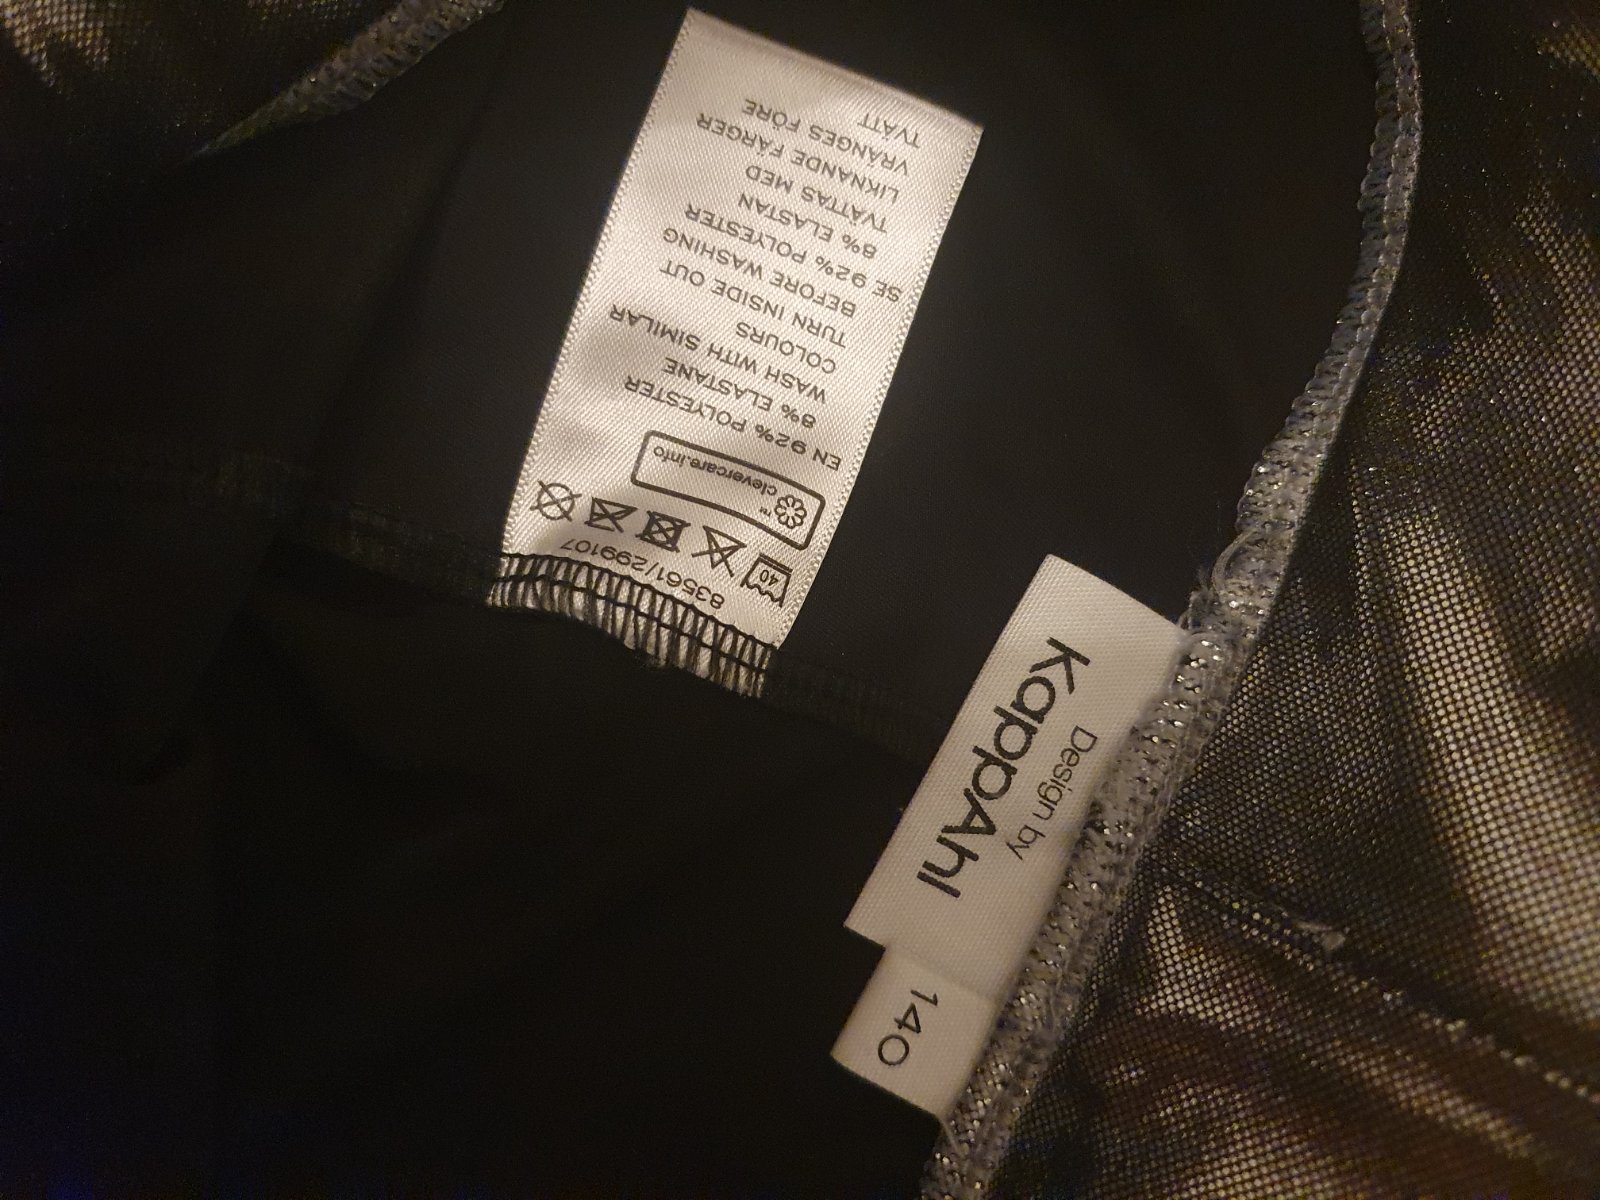 83561/299107
40
clevercare.info
EN 92% POLYESTER
8% ELASTANE
WASH WITH SIMILAR
COLOURS
TURN INSIDE OUT
BEFORE WASHING
SE 92% POLYESTER
8% ELASTAN
TVÄTTAS MED
LIKNANDE FÄRGER
VRÄNGES FÖRE
TVÄTT
Design by
KappAhl
140